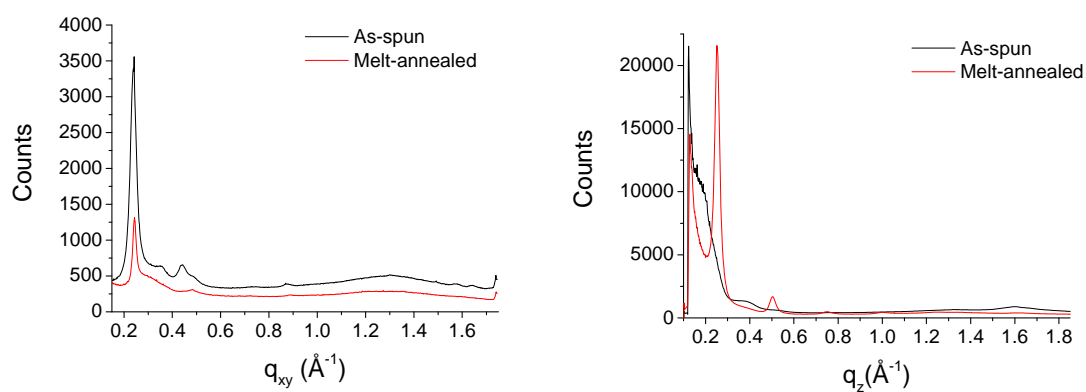 4000
3500
3000
2500
2000
1500
1000
500
0
Counts
As-spun
Melt-annealed
0.2 0.4 0.6 0.8 1.0 1.2 1.4 1.6
q_xy (Å⁻¹)
20000
15000
10000
5000
0
Counts
As-spun
Melt-annealed
0.2 0.4 0.6 0.8 1.0 1.2 1.4 1.6 1.8
q_z(Å⁻¹)